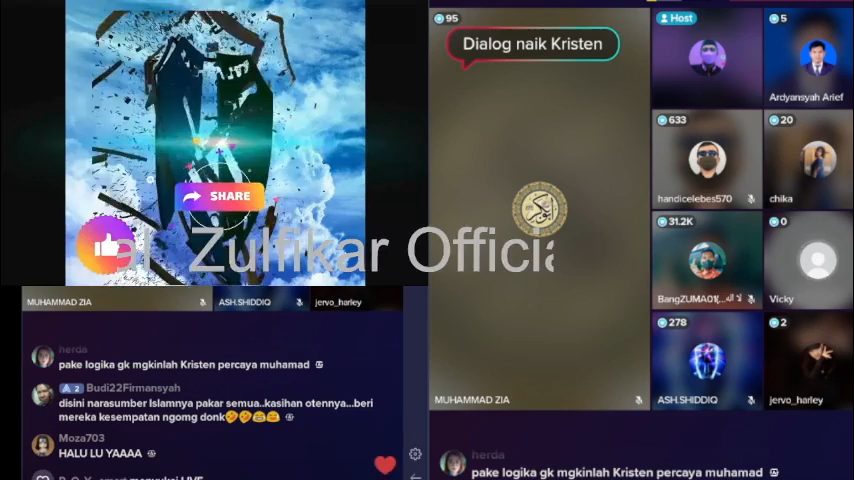 SHARE
Zulfikar Officia
95
Dialog naik Kristen
Host
5
Ardyansyah Arief
633
handicelebes570
20
chika
31.2K
BangZUMA01(...
0
Vicky
278
ASH.SHIDDIQ
2
jervo_harley
MUHAMMAD ZIA
herda
pake logika gk mgkinlah Kristen percaya muhamad
MUHAMMAD ZIA
ASH.SHIDDIQ
jervo_harley
herda
pake logika gk mgkinlah Kristen percaya muhamad
2 Budi22Firmansyah
disini narasumber Islamnya pakar semua..kasihan otennya...beri
mereka kesempatan ngomg donk🤣🤣😂😄
Moza703
HALU LU YAAAA